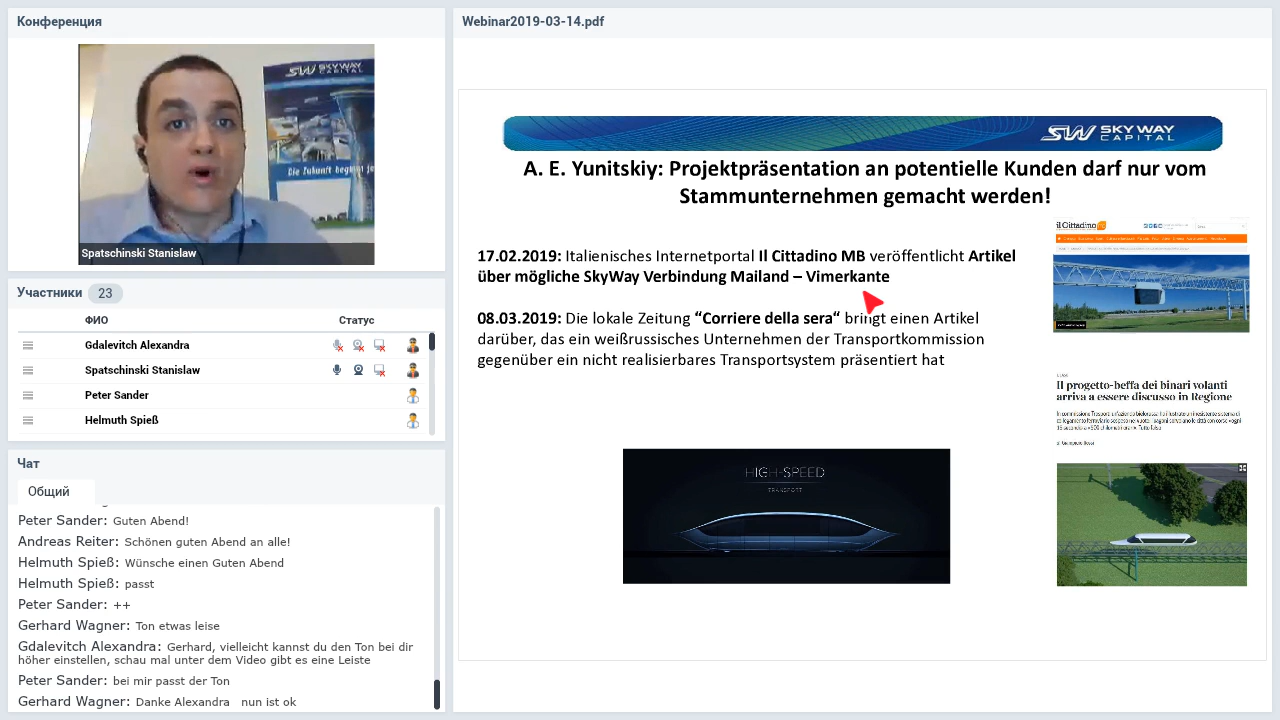 Конференция
SKYWAY
CAPITAL
Die Zukunft beginnt je
Spatschinski Stanislaw
Участники 23
ФИО Статус
Gdalevitch Alexandra
Spatschinski Stanislaw
Peter Sander
Helmuth Spieß
Чат
Общий
Peter Sander: Guten Abend!
Andreas Reiter: Schönen guten Abend an alle!
Helmuth Spieß: Wünsche einen Guten Abend
Helmuth Spieß: passt
Peter Sander: ++
Gerhard Wagner: Ton etwas leise
Gdalevitch Alexandra: Gerhard, vielleicht kannst du den Ton bei dir
höher einstellen, schau mal unter dem Video gibt es eine Leiste
Peter Sander: bei mir passt der Ton
Gerhard Wagner: Danke Alexandra nun ist ok
Webinar2019-03-14.pdf
SW SKYWAY
CAPITAL
A. E. Yunitskiy: Projektpräsentation an potentielle Kunden darf nur vom
Stammunternehmen gemacht werden!
17.02.2019: Italienisches Internetportal Il Cittadino MB veröffentlicht Artikel
über mögliche SkyWay Verbindung Mailand – Vimerkante
08.03.2019: Die lokale Zeitung “Corriere della sera“ bringt einen Artikel
darüber, das ein weißrussisches Unternehmen der Transportkommission
gegenüber ein nicht realisierbares Transportsystem präsentiert hat
il Cittadino
Il progetto-beffa dei binari volanti
arriva a essere discusso in Regione
HIGH-SPEED
TRANSPORT